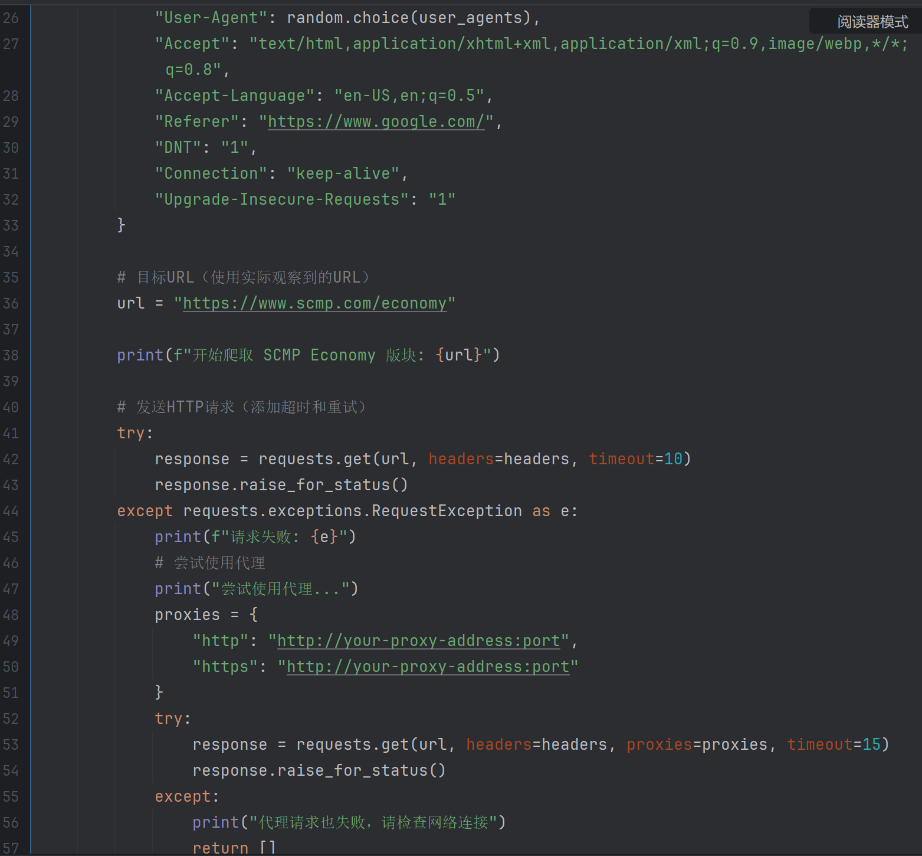 阅读器模式
26 "User-Agent": random.choice(user_agents),
27 "Accept": "text/html,application/xhtml+xml,application/xml;q=0.9,image/webp,*/*;
q=0.8",
28 "Accept-Language": "en-US,en;q=0.5",
29 "Referer": "https://www.google.com/",
30 "DNT": "1",
31 "Connection": "keep-alive",
32 "Upgrade-Insecure-Requests": "1"
33 }
34
35 # 目标URL（使用实际观察到的URL）
36 url = "https://www.scmp.com/economy"
37
38 print(f"开始爬取 SCMP Economy 版块: {url}")
39
40 # 发送HTTP请求（添加超时和重试）
41 try:
42 response = requests.get(url, headers=headers, timeout=10)
43 response.raise_for_status()
44 except requests.exceptions.RequestException as e:
45 print(f"请求失败: {e}")
46 # 尝试使用代理
47 print("尝试使用代理...")
48 proxies = {
49 "http": "http://your-proxy-address:port",
50 "https": "http://your-proxy-address:port"
51 }
52 try:
53 response = requests.get(url, headers=headers, proxies=proxies, timeout=15)
54 response.raise_for_status()
55 except:
56 print("代理请求也失败，请检查网络连接")
57 return []